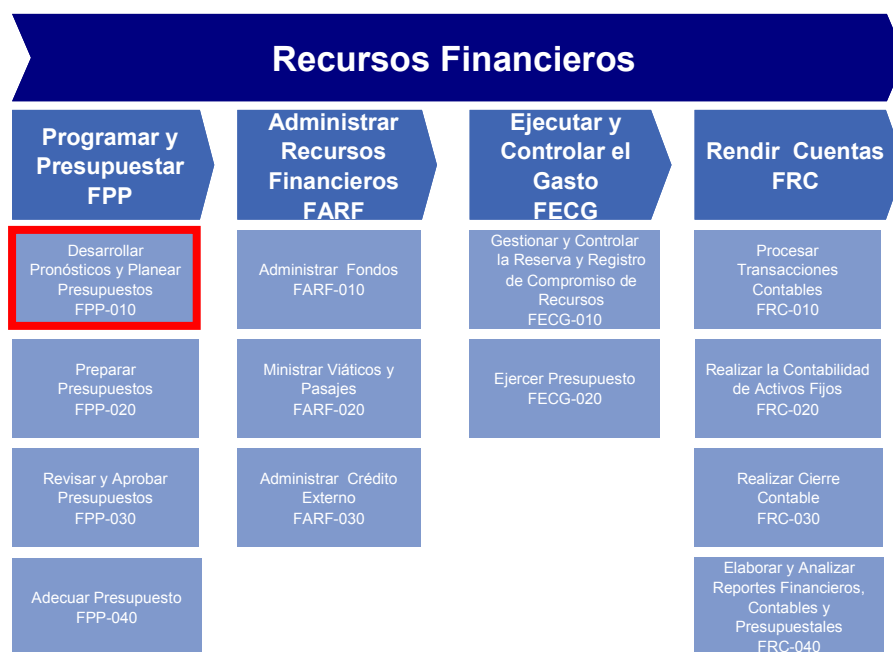 Recursos Financieros
Programar y
Presupuestar
FPP
Administrar
Recursos
Financieros
FARF
Ejecutar y
Controlar el
Gasto
FECG
Rendir Cuentas
FRC
Desarrollar
Pronósticos y Planear
Presupuestos
FPP-010
Administrar Fondos
FARF-010
Gestionar y Controlar
la Reserva y Registro
de Compromiso de
Recursos
FECG-010
Procesar
Transacciones
Contables
FRC-010
Preparar
Presupuestos
FPP-020
Ministrar Viáticos y
Pasajes
FARF-020
Ejercer Presupuesto
FECG-020
Realizar la Contabilidad
de Activos Fijos
FRC-020
Revisar y Aprobar
Presupuestos
FPP-030
Administrar Crédito
Externo
FARF-030
Realizar Cierre
Contable
FRC-030
Adecuar Presupuesto
FPP-040
Elaborar y Analizar
Reportes Financieros,
Contables y
Presupuestales
FRC-040